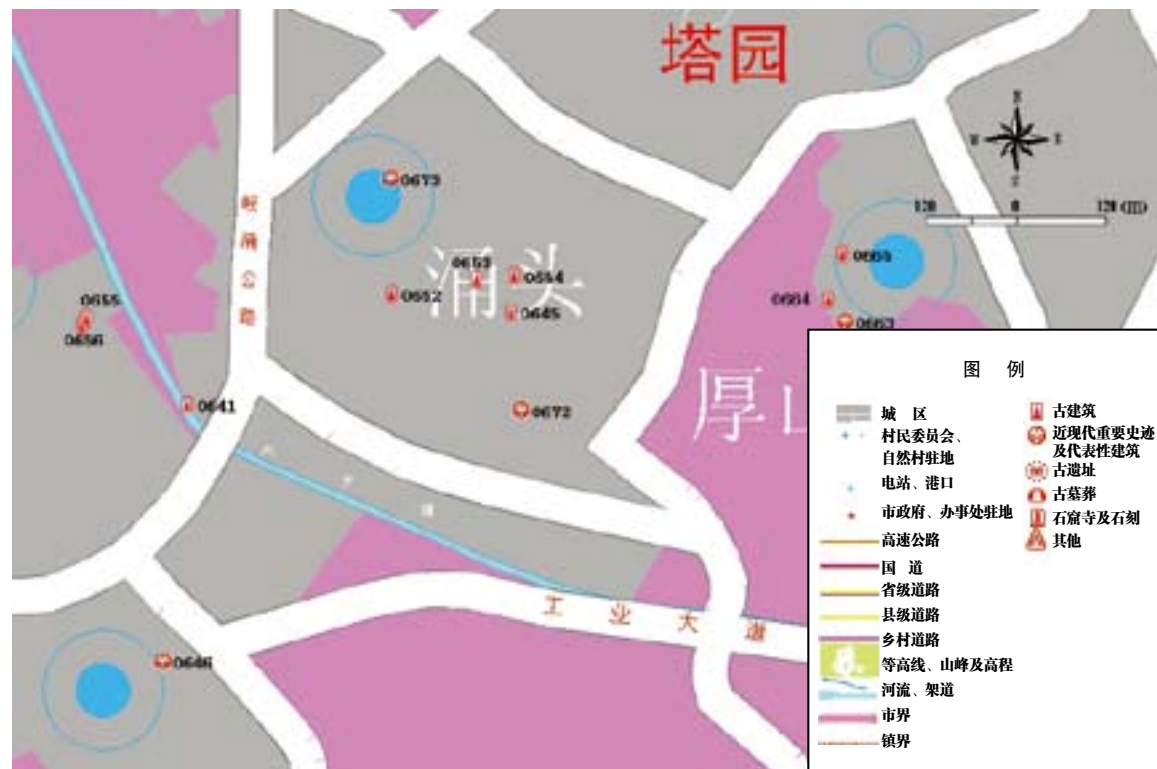 塔园
N
W
S
120 0 120(m)
0673
岐涌公路
涌头
0653
0654
0652
0645
0655
0656
0641
0672
0664
0663
厚山
工业大道
0646
图 例
城 区
村民委员会、
自然村驻地
电站、港口
市政府、办事处驻地
高速公路
国 道
省级道路
县级道路
乡村道路
等高线、山峰及高程
河流、架道
市界
镇界
古建筑
近现代重要史迹
及代表性建筑
古遗址
古墓葬
石窟寺及石刻
其他